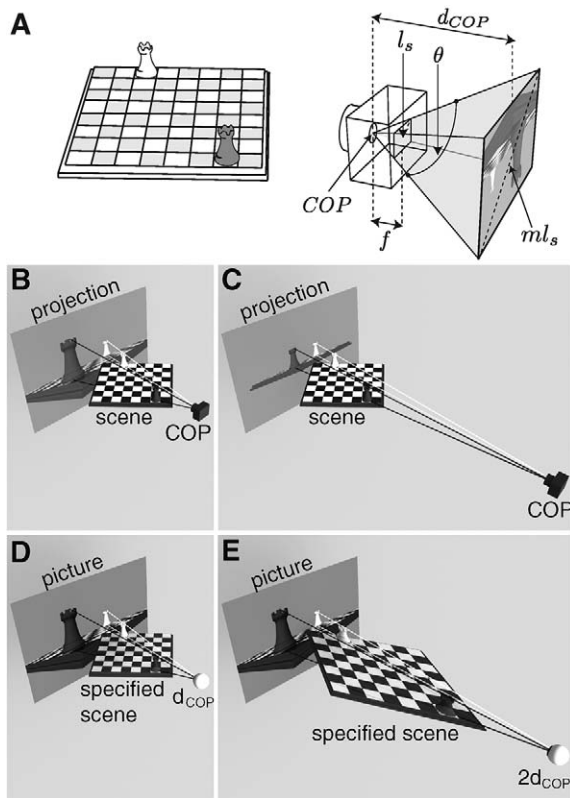 A
d_COP
l_s
θ
COP
f
ml_s
B
projection
scene
COP
C
projection
scene
COP
D
picture
specified
scene
d_COP
E
picture
specified scene
2d_COP